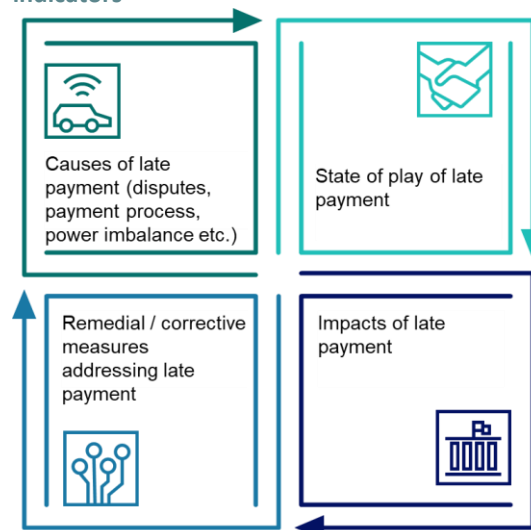 indicators
Causes of late
payment (disputes,
payment process,
power imbalance etc.)
State of play of late
payment
Remedial / corrective
measures
addressing late
payment
Impacts of late
payment